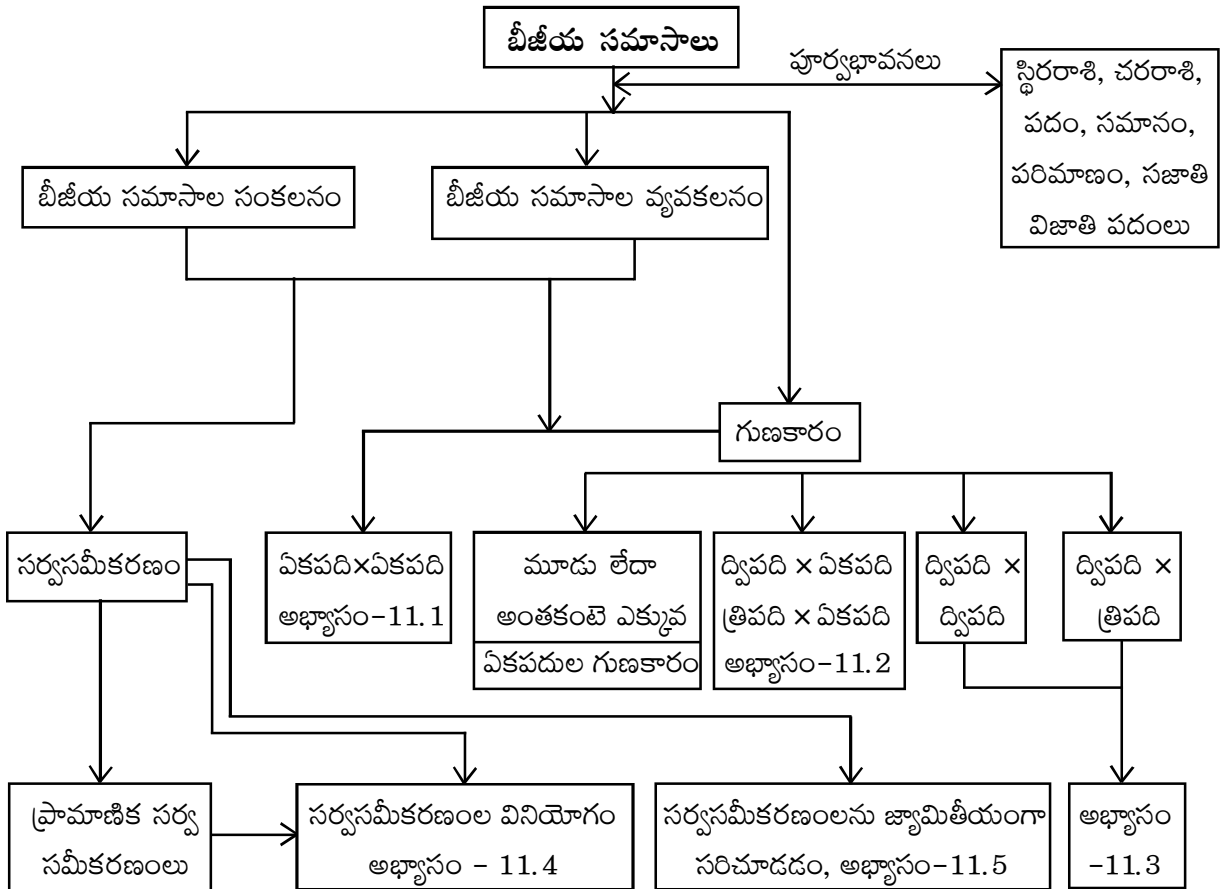 బీజీయ సమాసాలు
పూర్వభావనలు
స్థిరరాశి, చరరాశి,
పదం, సమానం,
పరిమాణం, సజాతి
విజాతి పదంలు
బీజీయ సమాసాల సంకలనం
బీజీయ సమాసాల వ్యవకలనం
గుణకారం
సర్వసమీకరణం
ఏకపది×ఏకపది
అభ్యాసం-11.1
మూడు లేదా
అంతకంటె ఎక్కువ
ఏకపదుల గుణకారం
ద్విపది × ఏకపది
త్రిపది × ఏకపది
అభ్యాసం-11.2
ద్విపది ×
ద్విపది
ద్విపది ×
త్రిపది
ప్రామాణిక సర్వ
సమీకరణంలు
సర్వసమీకరణంల వినియోగం
అభ్యాసం - 11.4
సర్వసమీకరణంలను జ్యామితీయంగా
సరిచూడడం, అభ్యాసం-11.5
అభ్యాసం
-11.3